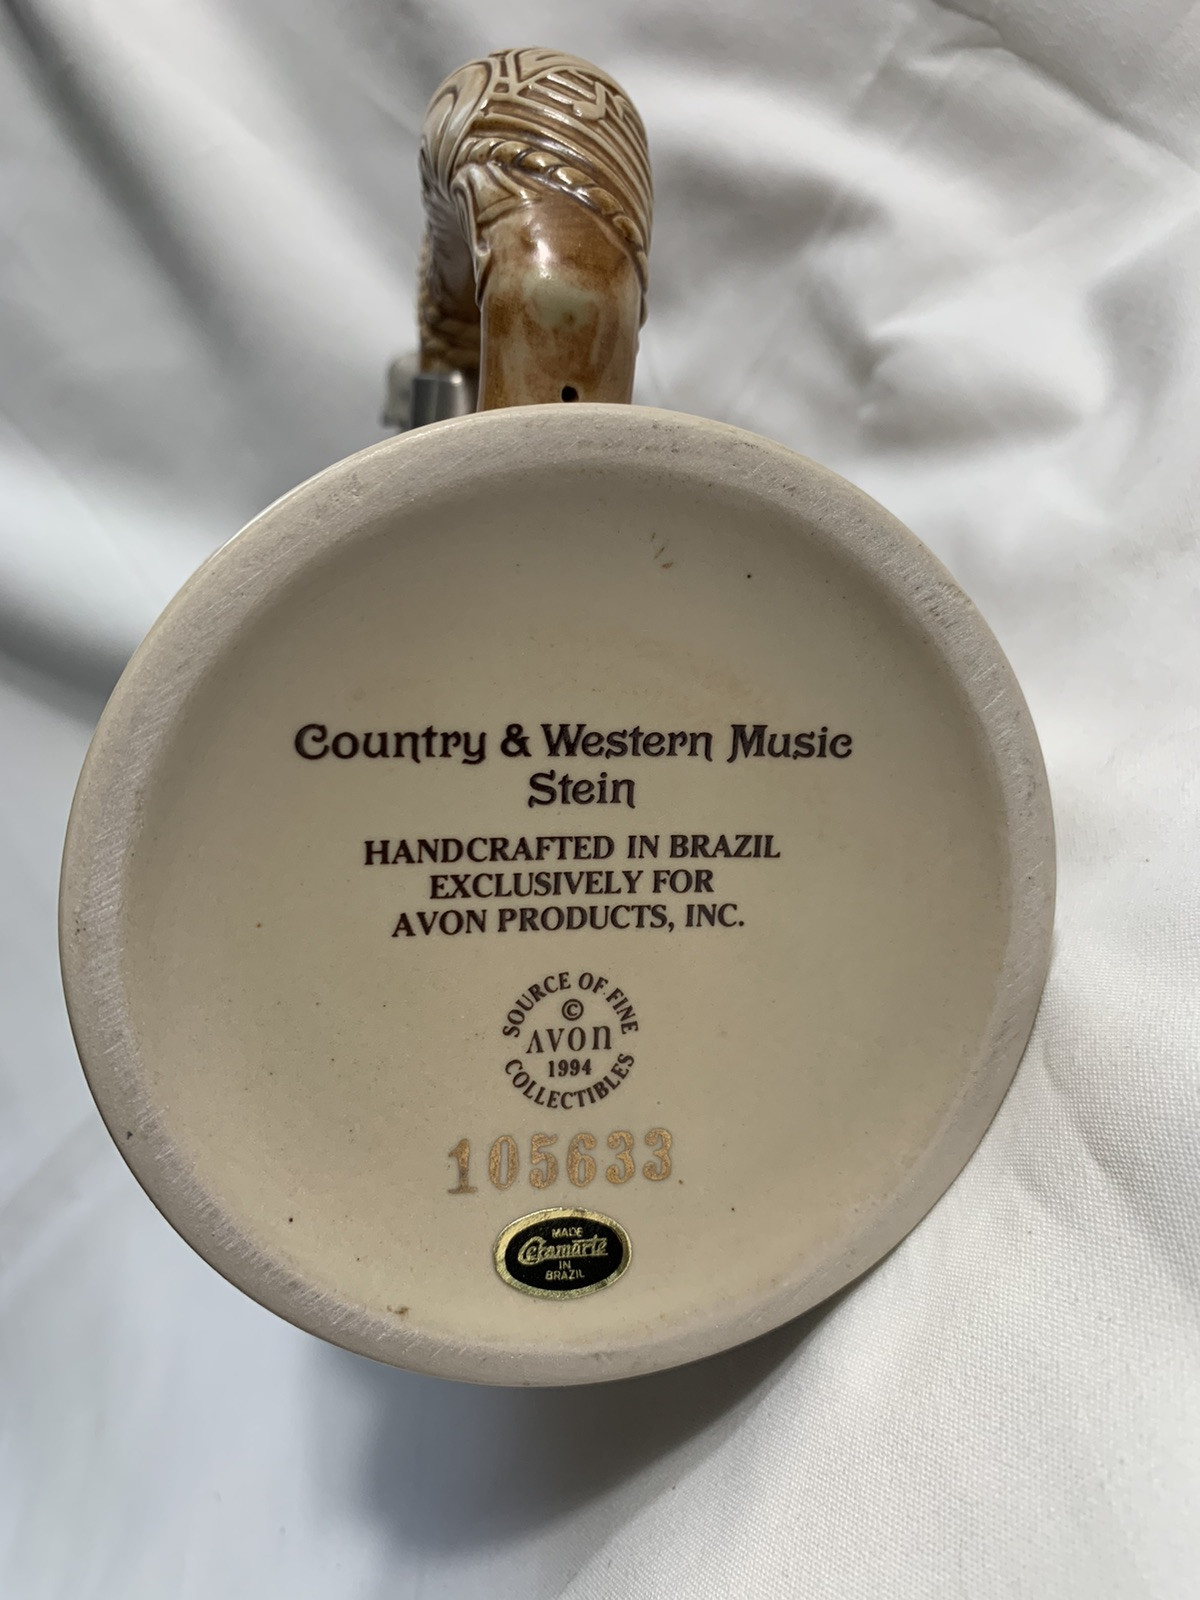 Country & Western Music
Stein
HANDCRAFTED IN BRAZIL
EXCLUSIVELY FOR
AVON PRODUCTS, INC.
SOURCE OF FINE
©
AVON
1994
COLLECTIBLES
105633
MADE
Ceramarte
IN
BRAZIL